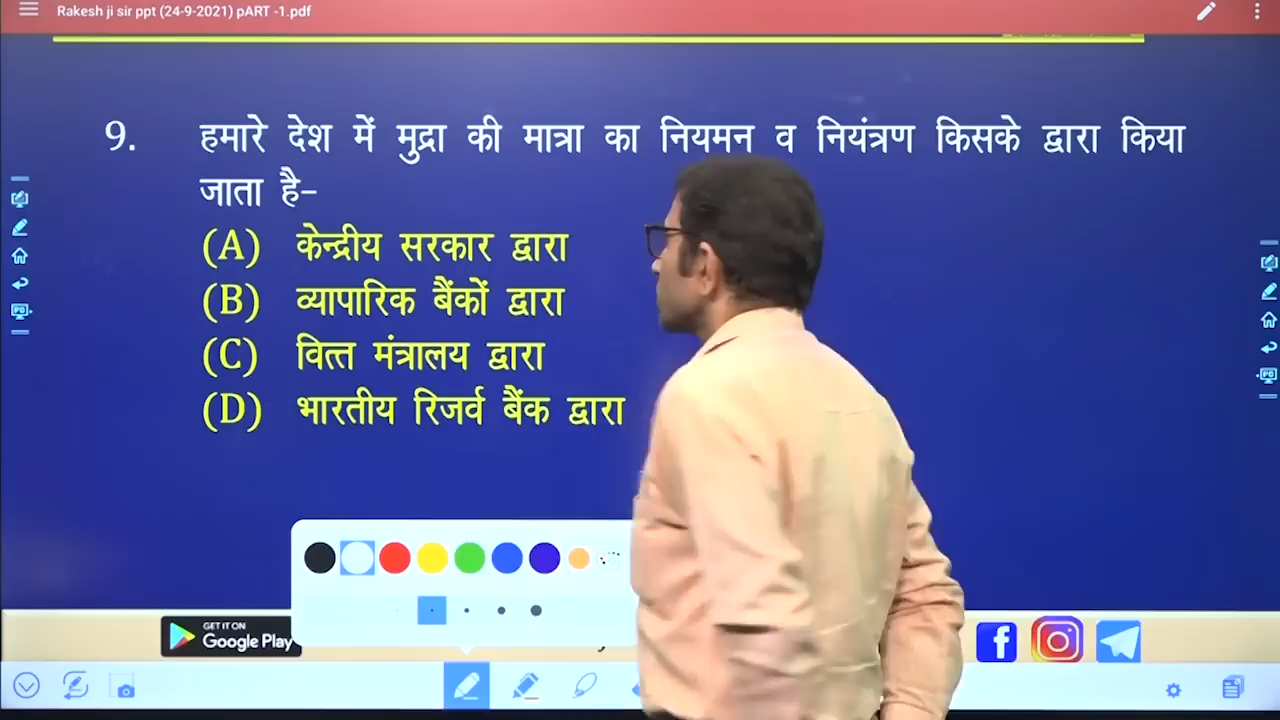 Rakesh ji sir ppt (24-9-2021) pART -1.pdf
9. हमारे देश में मुद्रा की मात्रा का नियमन व नियंत्रण किसके द्वारा किया
जाता है-
(A) केन्द्रीय सरकार द्वारा
(B) व्यापारिक बैंकों द्वारा
(C) वित्त मंत्रालय द्वारा
(D) भारतीय रिजर्व बैंक द्वारा
GET IT ON
Google Play